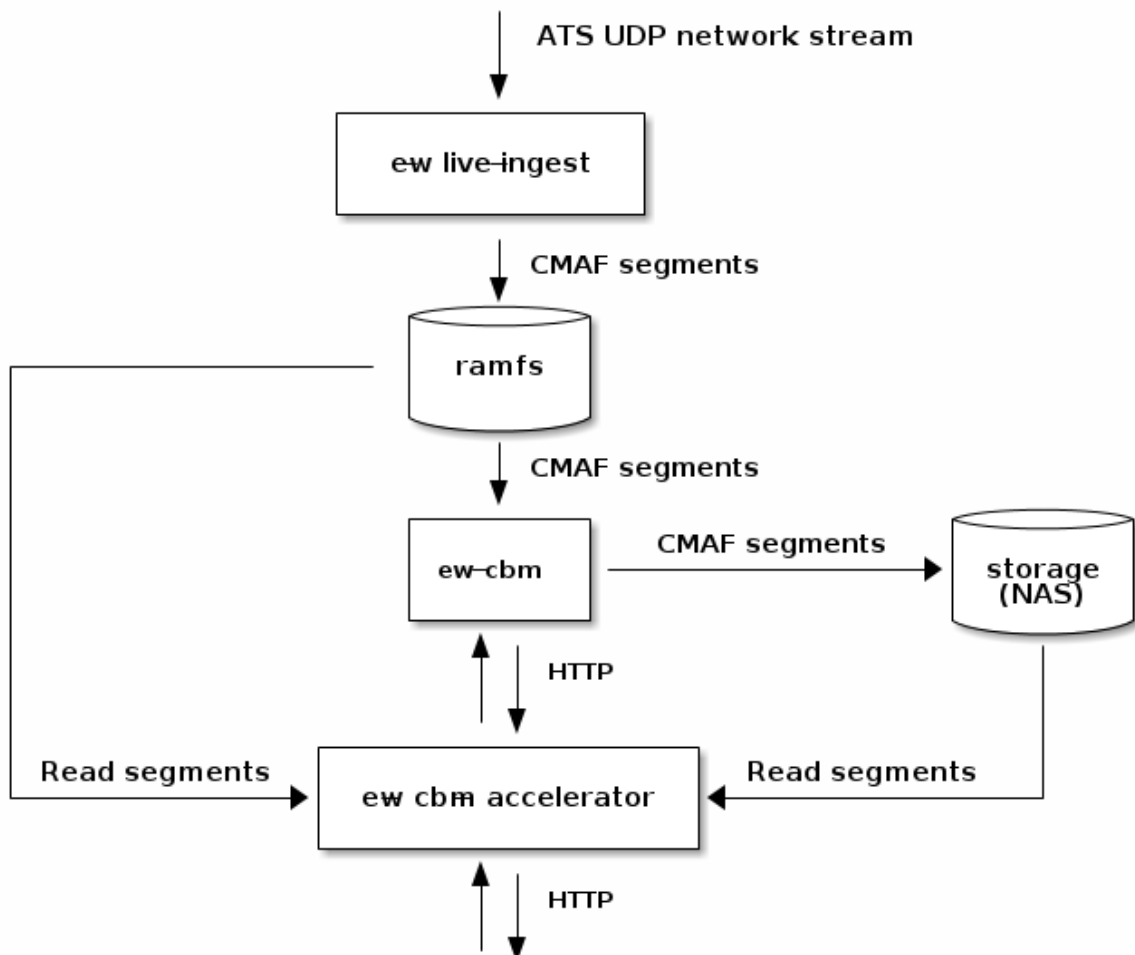 ATS UDP network stream
ew-live-ingest
CMAF segments
ramfs
CMAF segments
ew-cbm
CMAF segments
storage
(NAS)
HTTP
Read segments
ew-cbm-accelerator
Read segments
HTTP